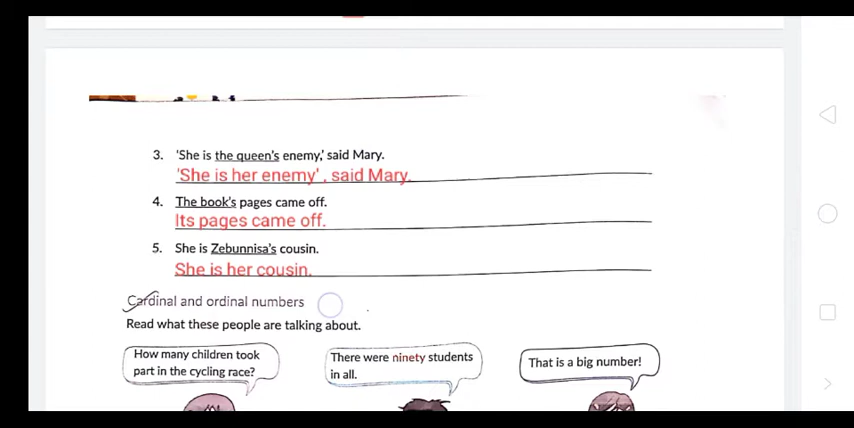 3. 'She is the queen's enemy,' said Mary.
'She is her enemy' , said Mary.
4. The book's pages came off.
Its pages came off.
5. She is Zebunnisa's cousin.
She is her cousin.
Cardinal and ordinal numbers
Read what these people are talking about.
How many children took
part in the cycling race?
There were ninety students
in all.
That is a big number!